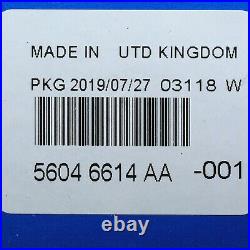 MADE IN UTD KINGDOM
PKG 2019/07/27 03118 W
5604 6614 AA -001